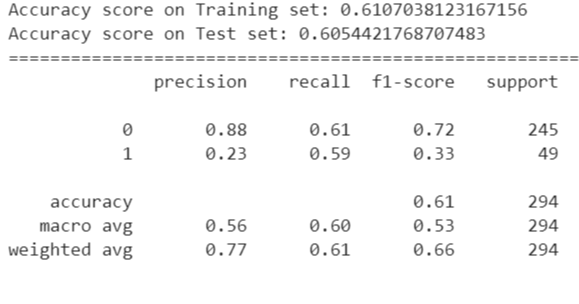 Accuracy score on Training set: 0.6107038123167156
Accuracy score on Test set: 0.6054421768707483
=======================================================
precision recall f1-score support
0 0.88 0.61 0.72 245
1 0.23 0.59 0.33 49
accuracy 0.61 294
macro avg 0.56 0.60 0.53 294
weighted avg 0.77 0.61 0.66 294